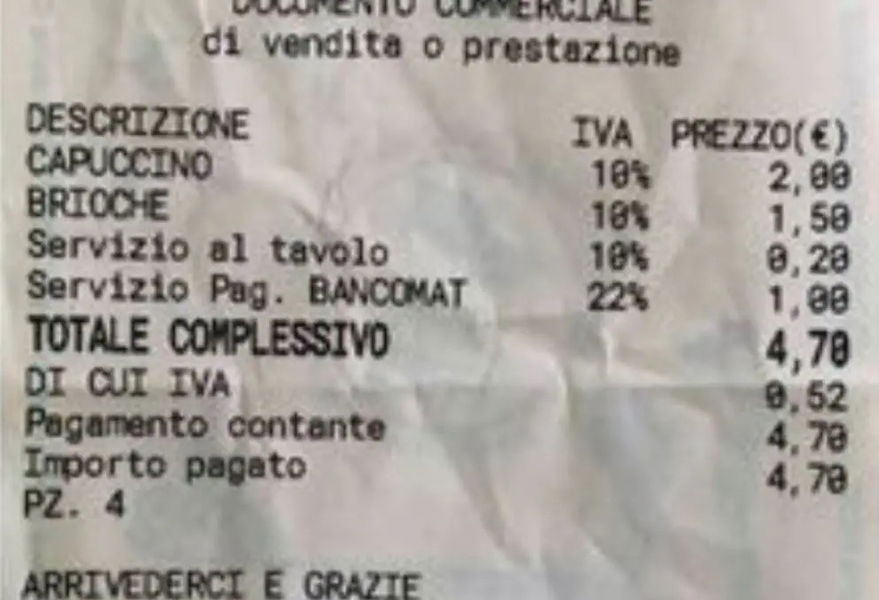 DOCUMENTO COMMERCIALE
di vendita o prestazione
DESCRIZIONE IVA PREZZO(€)
CAPUCCINO 10% 2,00
BRIOCHE 10% 1,50
Servizio al tavolo 10% 0,20
Servizio Pag. BANCOMAT 22% 1,00
TOTALE COMPLESSIVO 4,70
DI CUI IVA 0,52
Pagamento contante 4,70
Importo pagato 4,70
PZ. 4
ARRIVEDERCI E GRAZIE